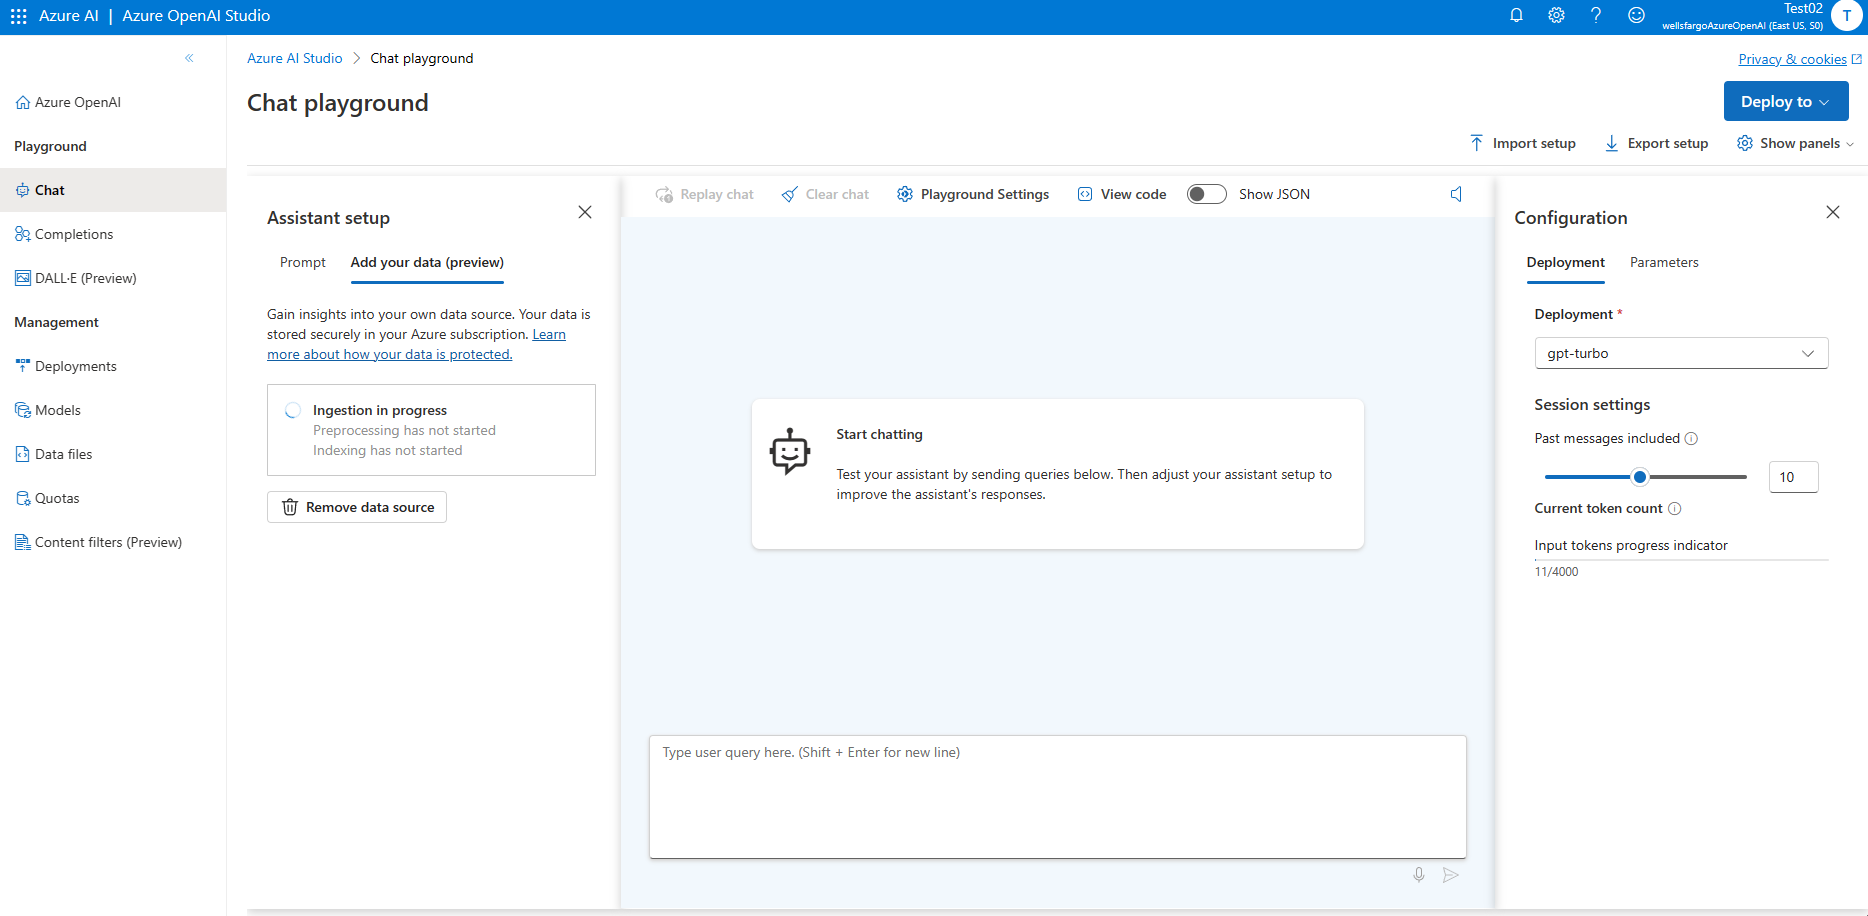 Azure AI | Azure OpenAI Studio
Test02
wellsfargoAzureOpenAI (East US, S0)
T
Azure AI Studio > Chat playground
Privacy & cookies
Chat playground
Deploy to
Import setup
Export setup
Show panels
Azure OpenAI
Playground
Chat
Completions
DALL·E (Preview)
Management
Deployments
Models
Data files
Quotas
Content filters (Preview)
Assistant setup
Prompt
Add your data (preview)
Gain insights into your own data source. Your data is
stored securely in your Azure subscription. Learn
more about how your data is protected.
Ingestion in progress
Preprocessing has not started
Indexing has not started
Remove data source
Replay chat
Clear chat
Playground Settings
View code
Show JSON
Start chatting
Test your assistant by sending queries below. Then adjust your assistant setup to
improve the assistant's responses.
Type user query here. (Shift + Enter for new line)
Configuration
Deployment
Parameters
Deployment *
gpt-turbo
Session settings
Past messages included
10
Current token count
Input tokens progress indicator
11/4000